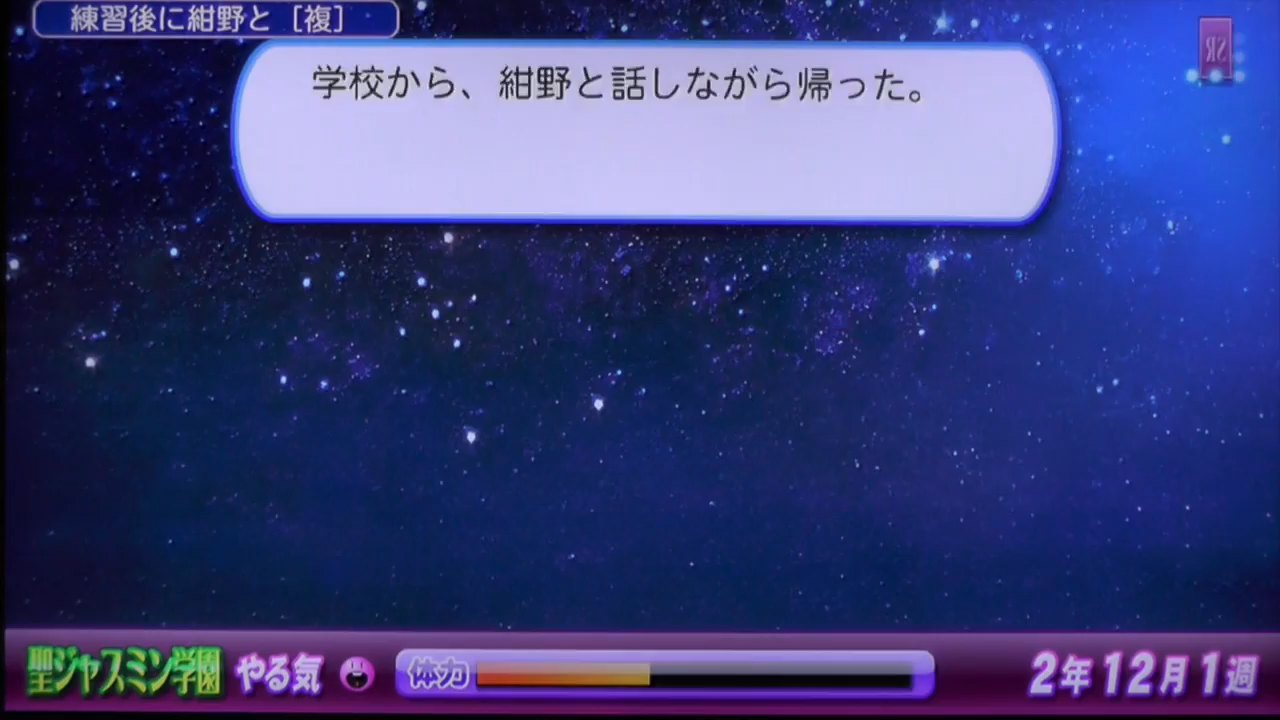 練習後に紺野と［複］
SR
学校から、紺野と話しながら帰った。
聖ジャスミン学園
やる気
体力
2年12月1週